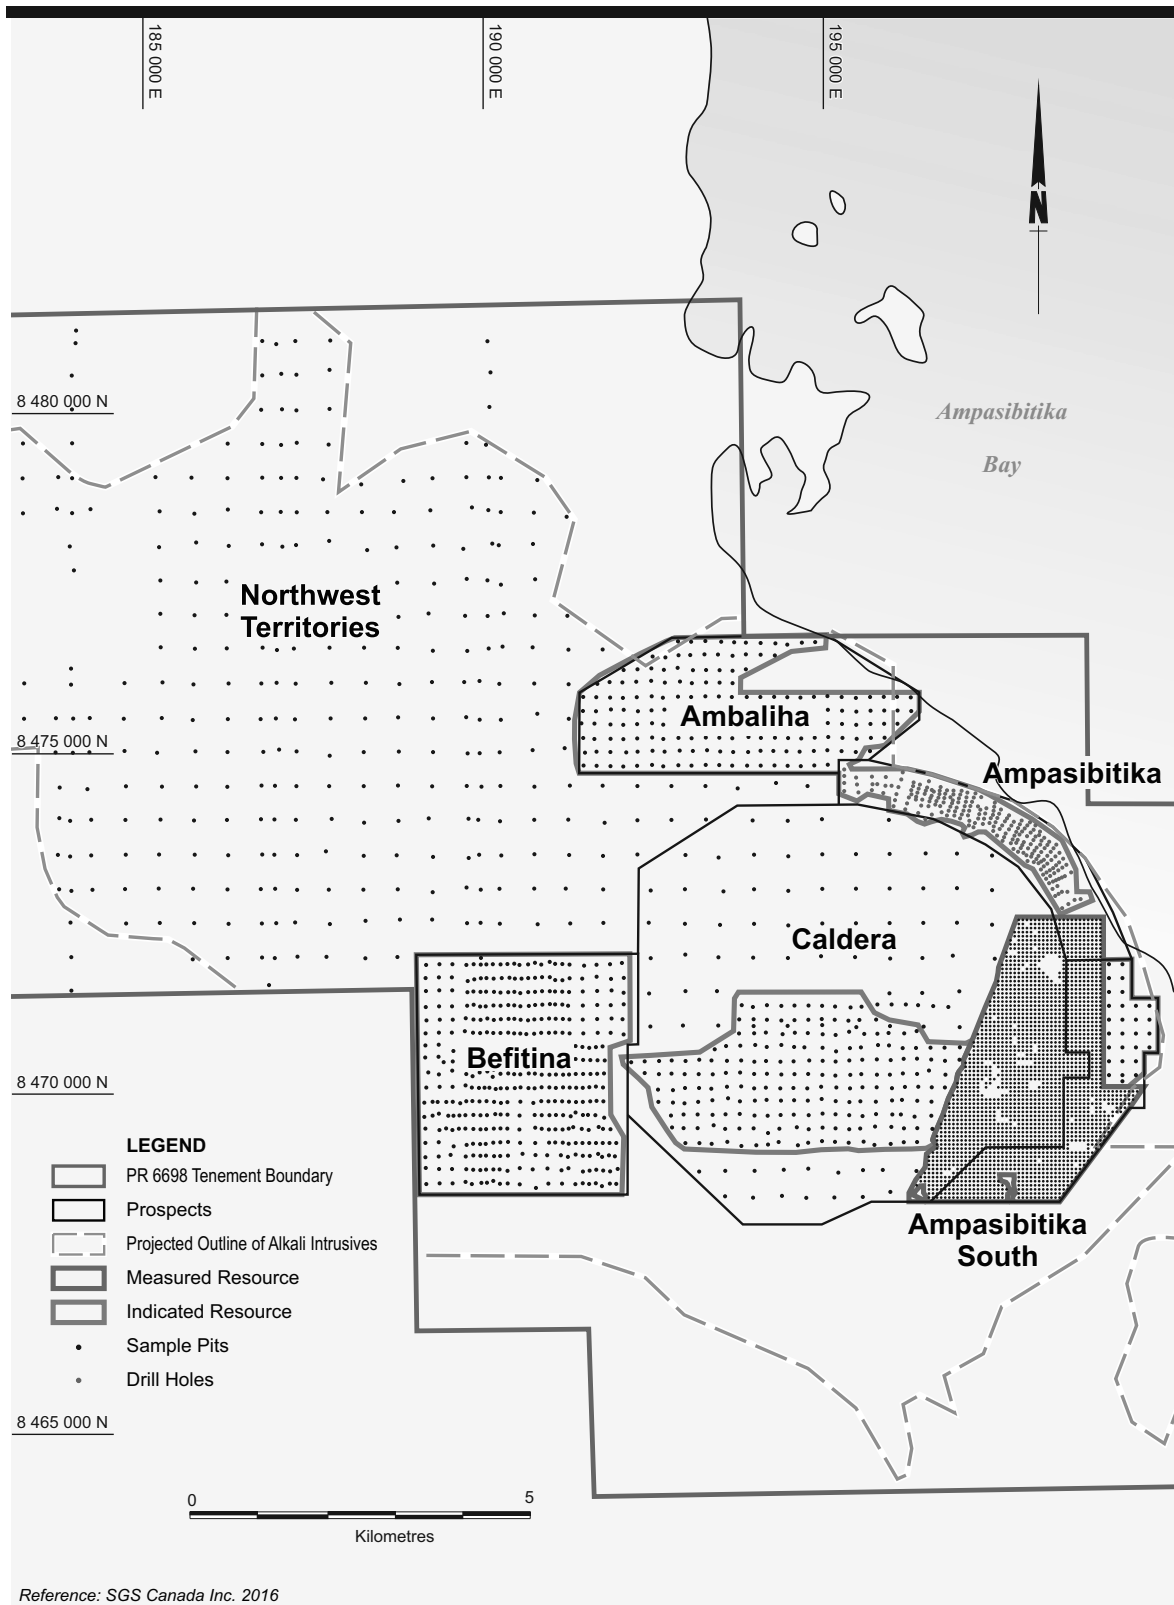 185 000 E
190 000 E
195 000 E
N
8 480 000 N
Ampasibitika
Bay
Northwest
Territories
Ambaliha
8 475 000 N
Ampasibitika
Caldera
Befitina
8 470 000 N
LEGEND
PR 6698 Tenement Boundary
Prospects
Projected Outline of Alkali Intrusives
Measured Resource
Indicated Resource
Sample Pits
Drill Holes
Ampasibitika
South
8 465 000 N
0 5
Kilometres
Reference: SGS Canada Inc. 2016